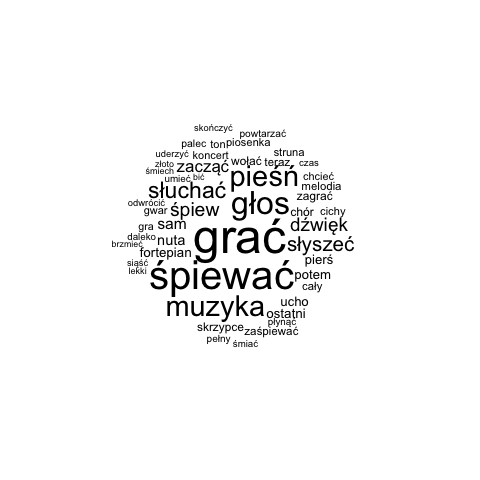 skończyć
powtarzać
palec ton piosenka
uderzyć koncert struna
złoto zacząć wołać teraz czas
śmiech pieśń chcieć
umieć bić melodia
słuchać głos zagrać
odwrócić
gwar śpiew chór cichy
gra sam grać dźwięk
daleko nuta słyszeć
brzmieć
fortepian pierś
siąść
lekki śpiewać potem
cały
muzyka ucho
ostatni
skrzypce płynąć
zaśpiewać
pełny
śmiać